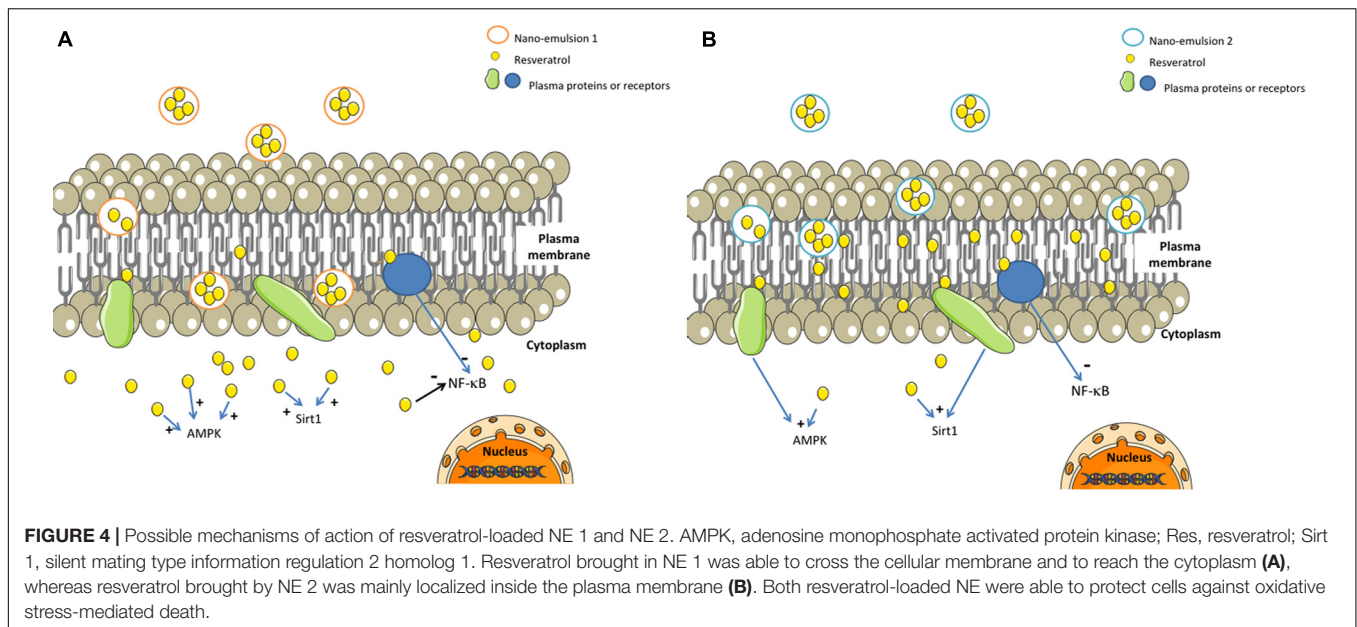 A
Nano-emulsion 1
Resveratrol
Plasma proteins or receptors
Plasma
membrane
Cytoplasm
-
-
NF-κB
+
+
+
AMPK
+
+
Sirt1
Nucleus
B
Nano-emulsion 2
Resveratrol
Plasma proteins or receptors
Plasma
membrane
Cytoplasm
-
NF-κB
+
AMPK
+
Sirt1
Nucleus
FIGURE 4 | Possible mechanisms of action of resveratrol-loaded NE 1 and NE 2. AMPK, adenosine monophosphate activated protein kinase; Res, resveratrol; Sirt
1, silent mating type information regulation 2 homolog 1. Resveratrol brought in NE 1 was able to cross the cellular membrane and to reach the cytoplasm (A),
whereas resveratrol brought by NE 2 was mainly localized inside the plasma membrane (B). Both resveratrol-loaded NE were able to protect cells against oxidative
stress-mediated death.